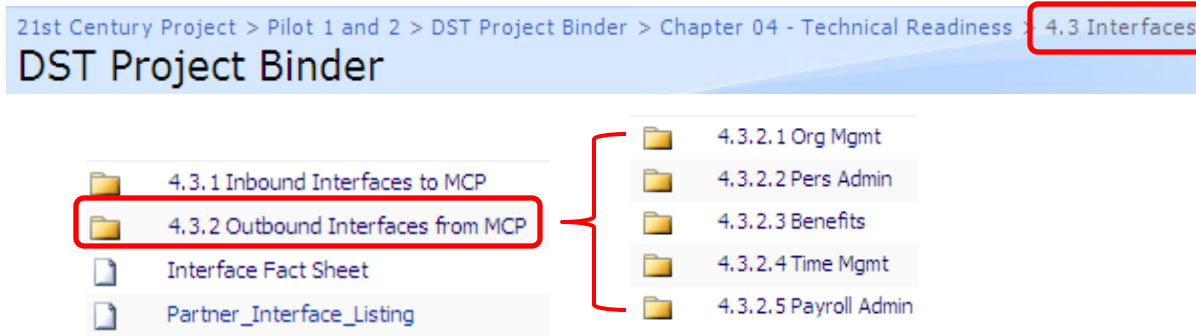 21st Century Project > Pilot 1 and 2 > DST Project Binder > Chapter 04 - Technical Readiness > 4.3 Interfaces
DST Project Binder
4.3.1 Inbound Interfaces to MCP
4.3.2 Outbound Interfaces from MCP
Interface Fact Sheet
Partner_Interface_Listing
4.3.2.1 Org Mgmt
4.3.2.2 Pers Admin
4.3.2.3 Benefits
4.3.2.4 Time Mgmt
4.3.2.5 Payroll Admin